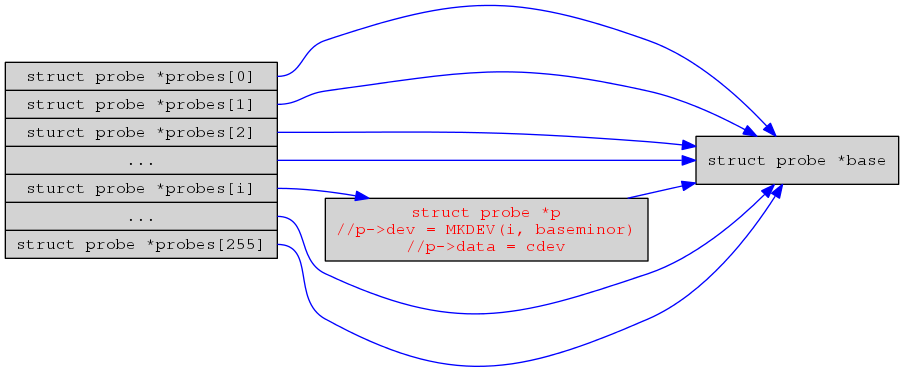 struct probe *probes[0]
struct probe *probes[1]
sturct probe *probes[2]
...
sturct probe *probes[i]
...
struct probe *probes[255]
struct probe *p
//p->dev = MKDEV(i, baseminor)
//p->data = cdev
struct probe *base